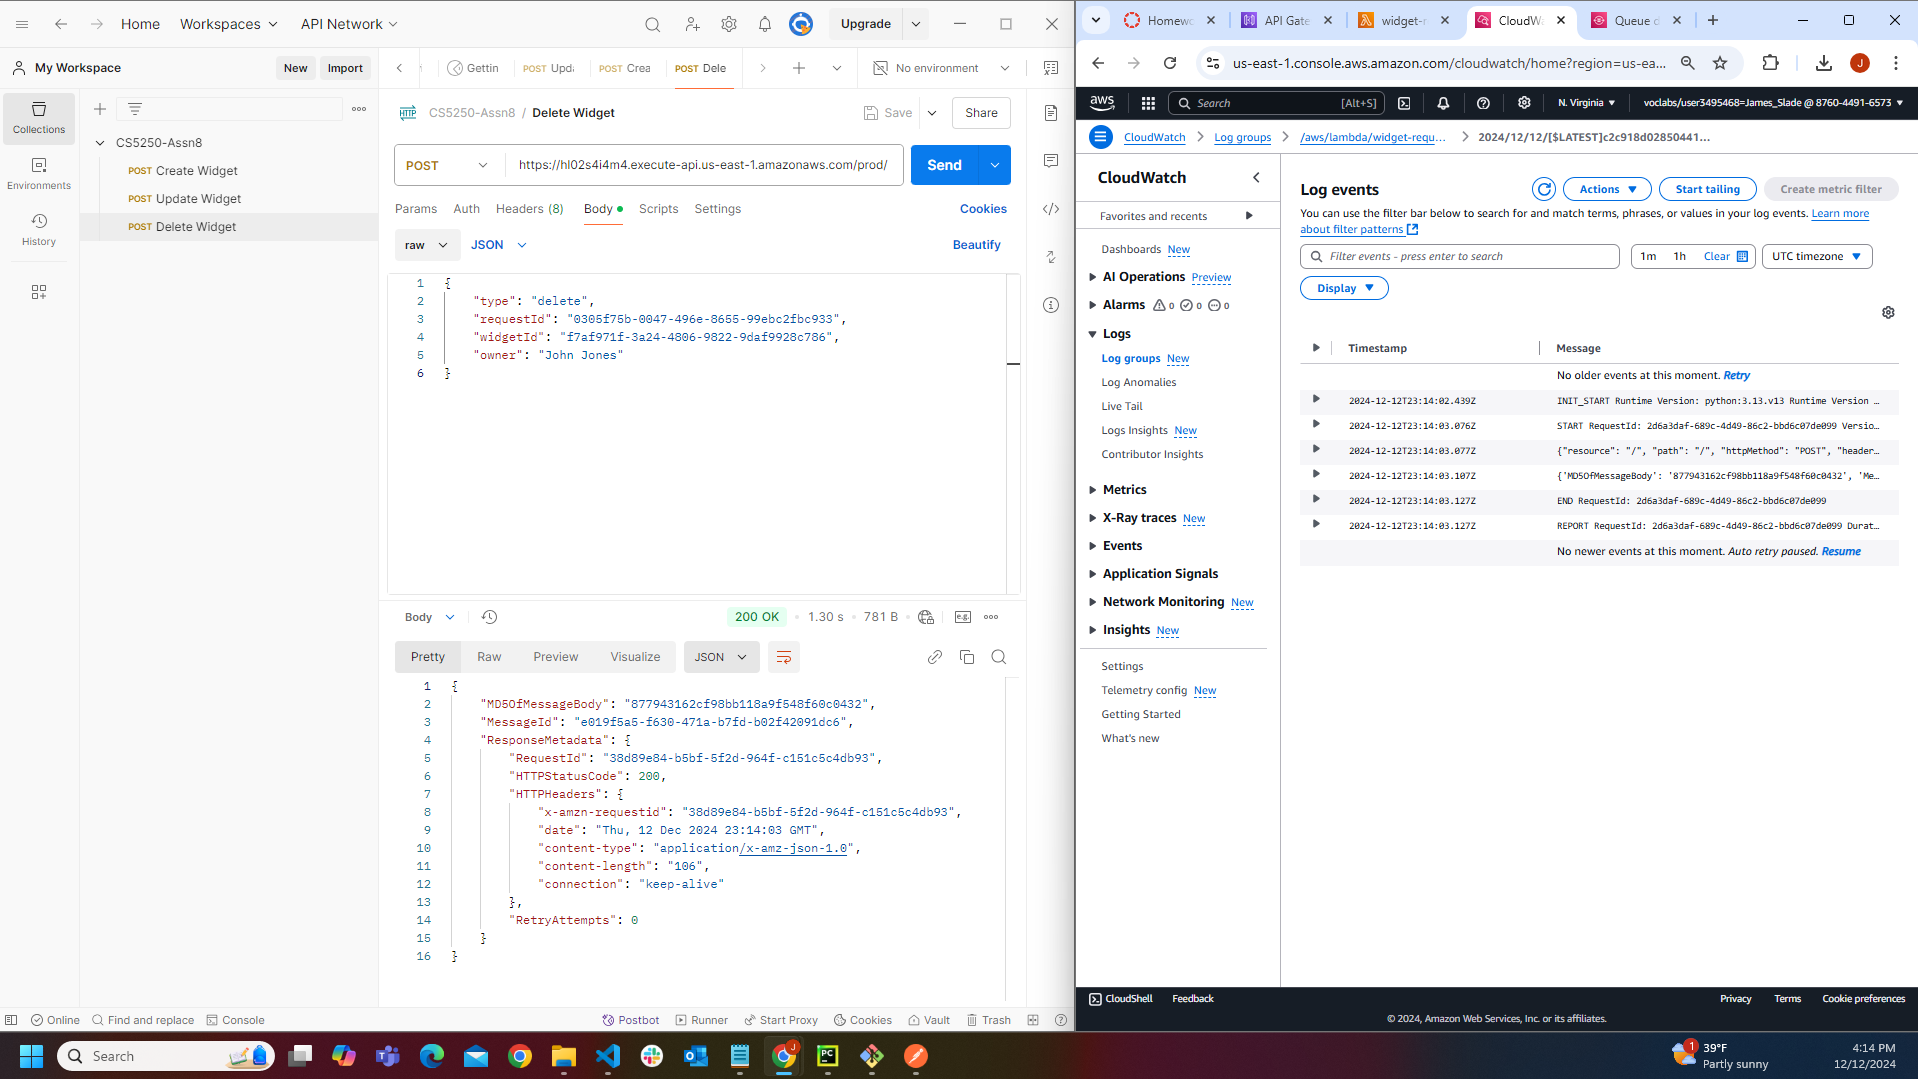 Home
Workspaces
API Network
Upgrade
My Workspace
New
Import
Gettin
POST Upda
POST Crea
POST Dele
No environment
Collections
Environments
History
CS5250-Assn8
POST Create Widget
POST Update Widget
POST Delete Widget
HTTP
CS5250-Assn8 / Delete Widget
Save
Share
POST
https://hl02s4i4m4.execute-api.us-east-1.amazonaws.com/prod/
Send
Params
Auth
Headers (8)
Body
Scripts
Settings
Cookies
raw
JSON
Beautify
1 {
2 "type": "delete",
3 "requestId": "0305f75b-0047-496e-8655-99ebc2fbc933",
4 "widgetId": "f7af971f-3a24-4806-9822-9daf9928c786",
5 "owner": "John Jones"
6 }
Body
200 OK
1.30 s
781 B
e.g.
Pretty
Raw
Preview
Visualize
JSON
1 {
2 "MD5OfMessageBody": "877943162cf98bb118a9f548f60c0432",
3 "MessageId": "e019f5a5-f630-471a-b7fd-b02f42091dc6",
4 "ResponseMetadata": {
5 "RequestId": "38d89e84-b5bf-5f2d-964f-c151c5c4db93",
6 "HTTPStatusCode": 200,
7 "HTTPHeaders": {
8 "x-amzn-requestid": "38d89e84-b5bf-5f2d-964f-c151c5c4db93",
9 "date": "Thu, 12 Dec 2024 23:14:03 GMT",
10 "content-type": "application/x-amz-json-1.0",
11 "content-length": "106",
12 "connection": "keep-alive"
13 },
14 "RetryAttempts": 0
15 }
16 }
Online
Find and replace
Console
Postbot
Runner
Start Proxy
Cookies
Vault
Trash
Homewo
API Gate
widget-r
CloudWa
Queue d
us-east-1.console.aws.amazon.com/cloudwatch/home?region=us-ea...
J
aws
Search
[Alt+S]
N. Virginia
voclabs/user3495468=James_Slade @ 8760-4491-6573
CloudWatch
Log groups
/aws/lambda/widget-requ...
2024/12/12/[$LATEST]c2c918d02850441...
CloudWatch
Favorites and recents
Dashboards New
AI Operations Preview
Alarms 0 0 0
Logs
Log groups New
Log Anomalies
Live Tail
Logs Insights New
Contributor Insights
Metrics
X-Ray traces New
Events
Application Signals
Network Monitoring New
Insights New
Settings
Telemetry config New
Getting Started
What's new
Log events
Actions
Start tailing
Create metric filter
You can use the filter bar below to search for and match terms, phrases, or values in your log events. Learn more
about filter patterns
Filter events - press enter to search
1m
1h
Clear
UTC timezone
Display
Timestamp
Message
No older events at this moment. Retry
2024-12-12T23:14:02.439Z INIT_START Runtime Version: python:3.13.v13 Runtime Version ...
2024-12-12T23:14:03.076Z START RequestId: 2d6a3daf-689c-4d49-86c2-bbd6c07de099 Versio...
2024-12-12T23:14:03.077Z {"resource": "/", "path": "/", "httpMethod": "POST", "header...
2024-12-12T23:14:03.107Z {'MD5OfMessageBody': '877943162cf98bb118a9f548f60c0432', 'Me...
2024-12-12T23:14:03.127Z END RequestId: 2d6a3daf-689c-4d49-86c2-bbd6c07de099
2024-12-12T23:14:03.127Z REPORT RequestId: 2d6a3daf-689c-4d49-86c2-bbd6c07de099 Durat...
No newer events at this moment. Auto retry paused. Resume
CloudShell
Feedback
Privacy
Terms
Cookie preferences
© 2024, Amazon Web Services, Inc. or its affiliates.
Search
J
PC
1
39°F
Partly sunny
4:14 PM
12/12/2024